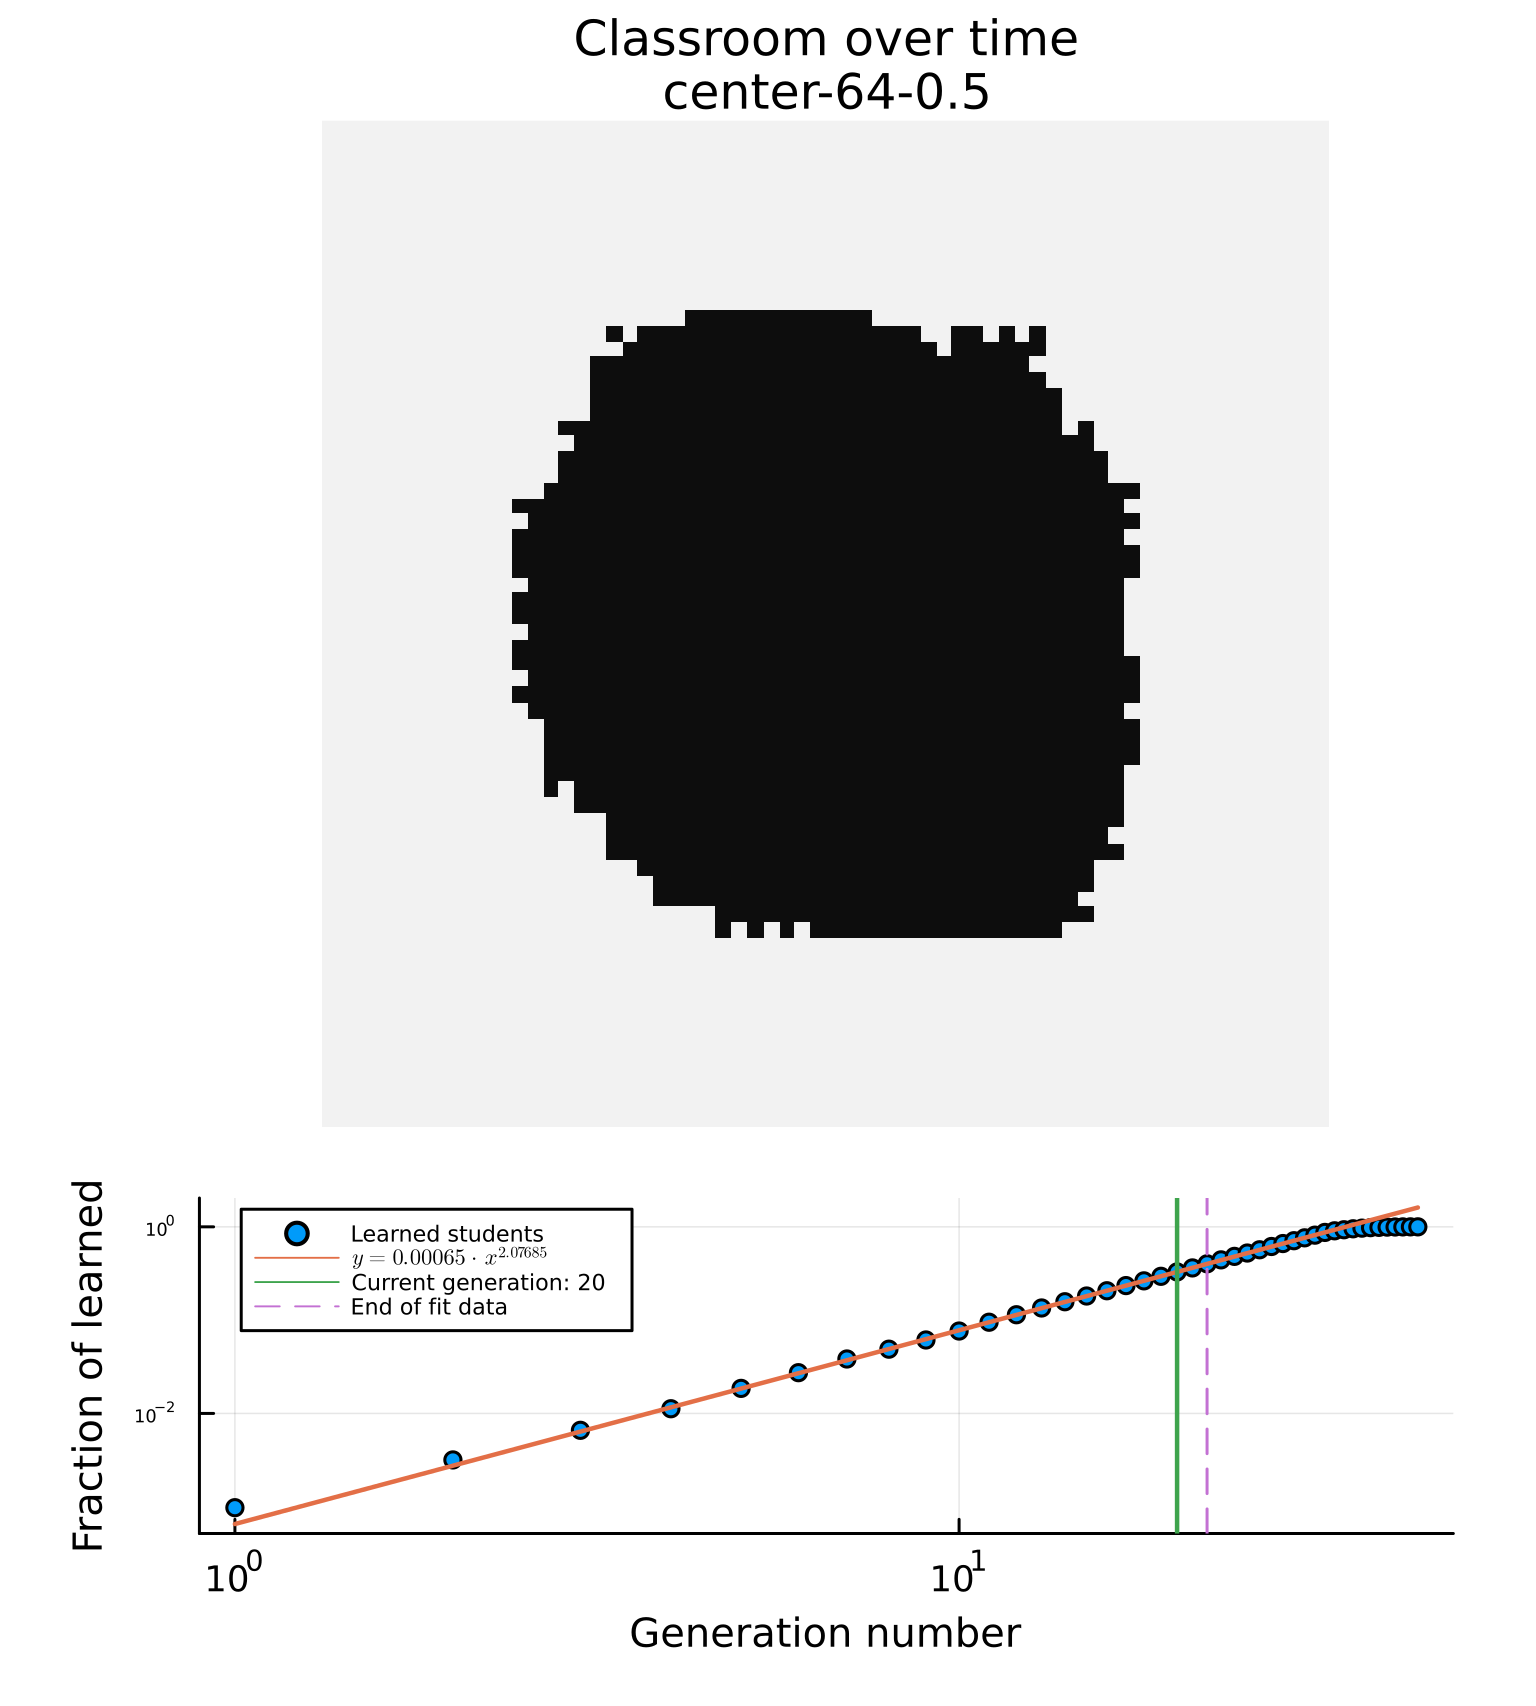 Classroom over time
center-64-0.5
Fraction of learned
10^0
10^-2
Learned students
y = 0.00065 · x^2.07685
Current generation: 20
End of fit data
10^0
10^1
Generation number